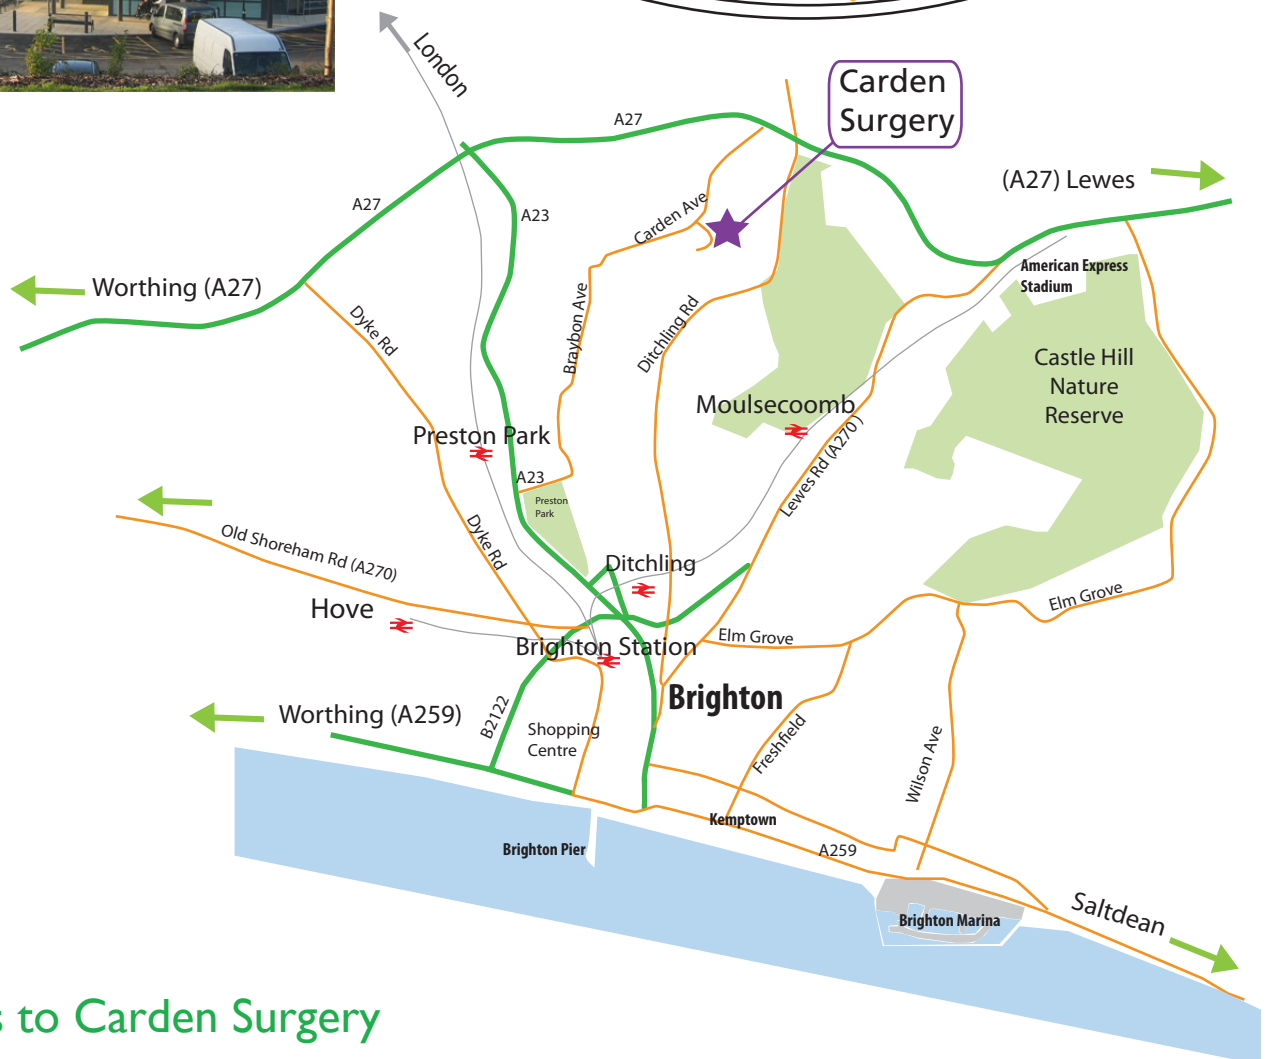 London
Carden
Surgery
A27
(A27) Lewes
A27
A23
Carden Ave
Worthing (A27)
American Express
Stadium
Dyke Rd
Braybon Ave
Ditchling Rd
Castle Hill
Nature
Reserve
Moulsecoomb
Preston Park
Lewes Rd (A270)
A23
Preston
Park
Old Shoreham Rd (A270)
Dyke Rd
Ditchling
Hove
Elm Grove
Elm Grove
Brighton Station
Brighton
Worthing (A259)
B2122
Shopping
Centre
Freshfield
Wilson Ave
Kemptown
Brighton Pier
A259
Saltdean
Brighton Marina
s to Carden Surgery